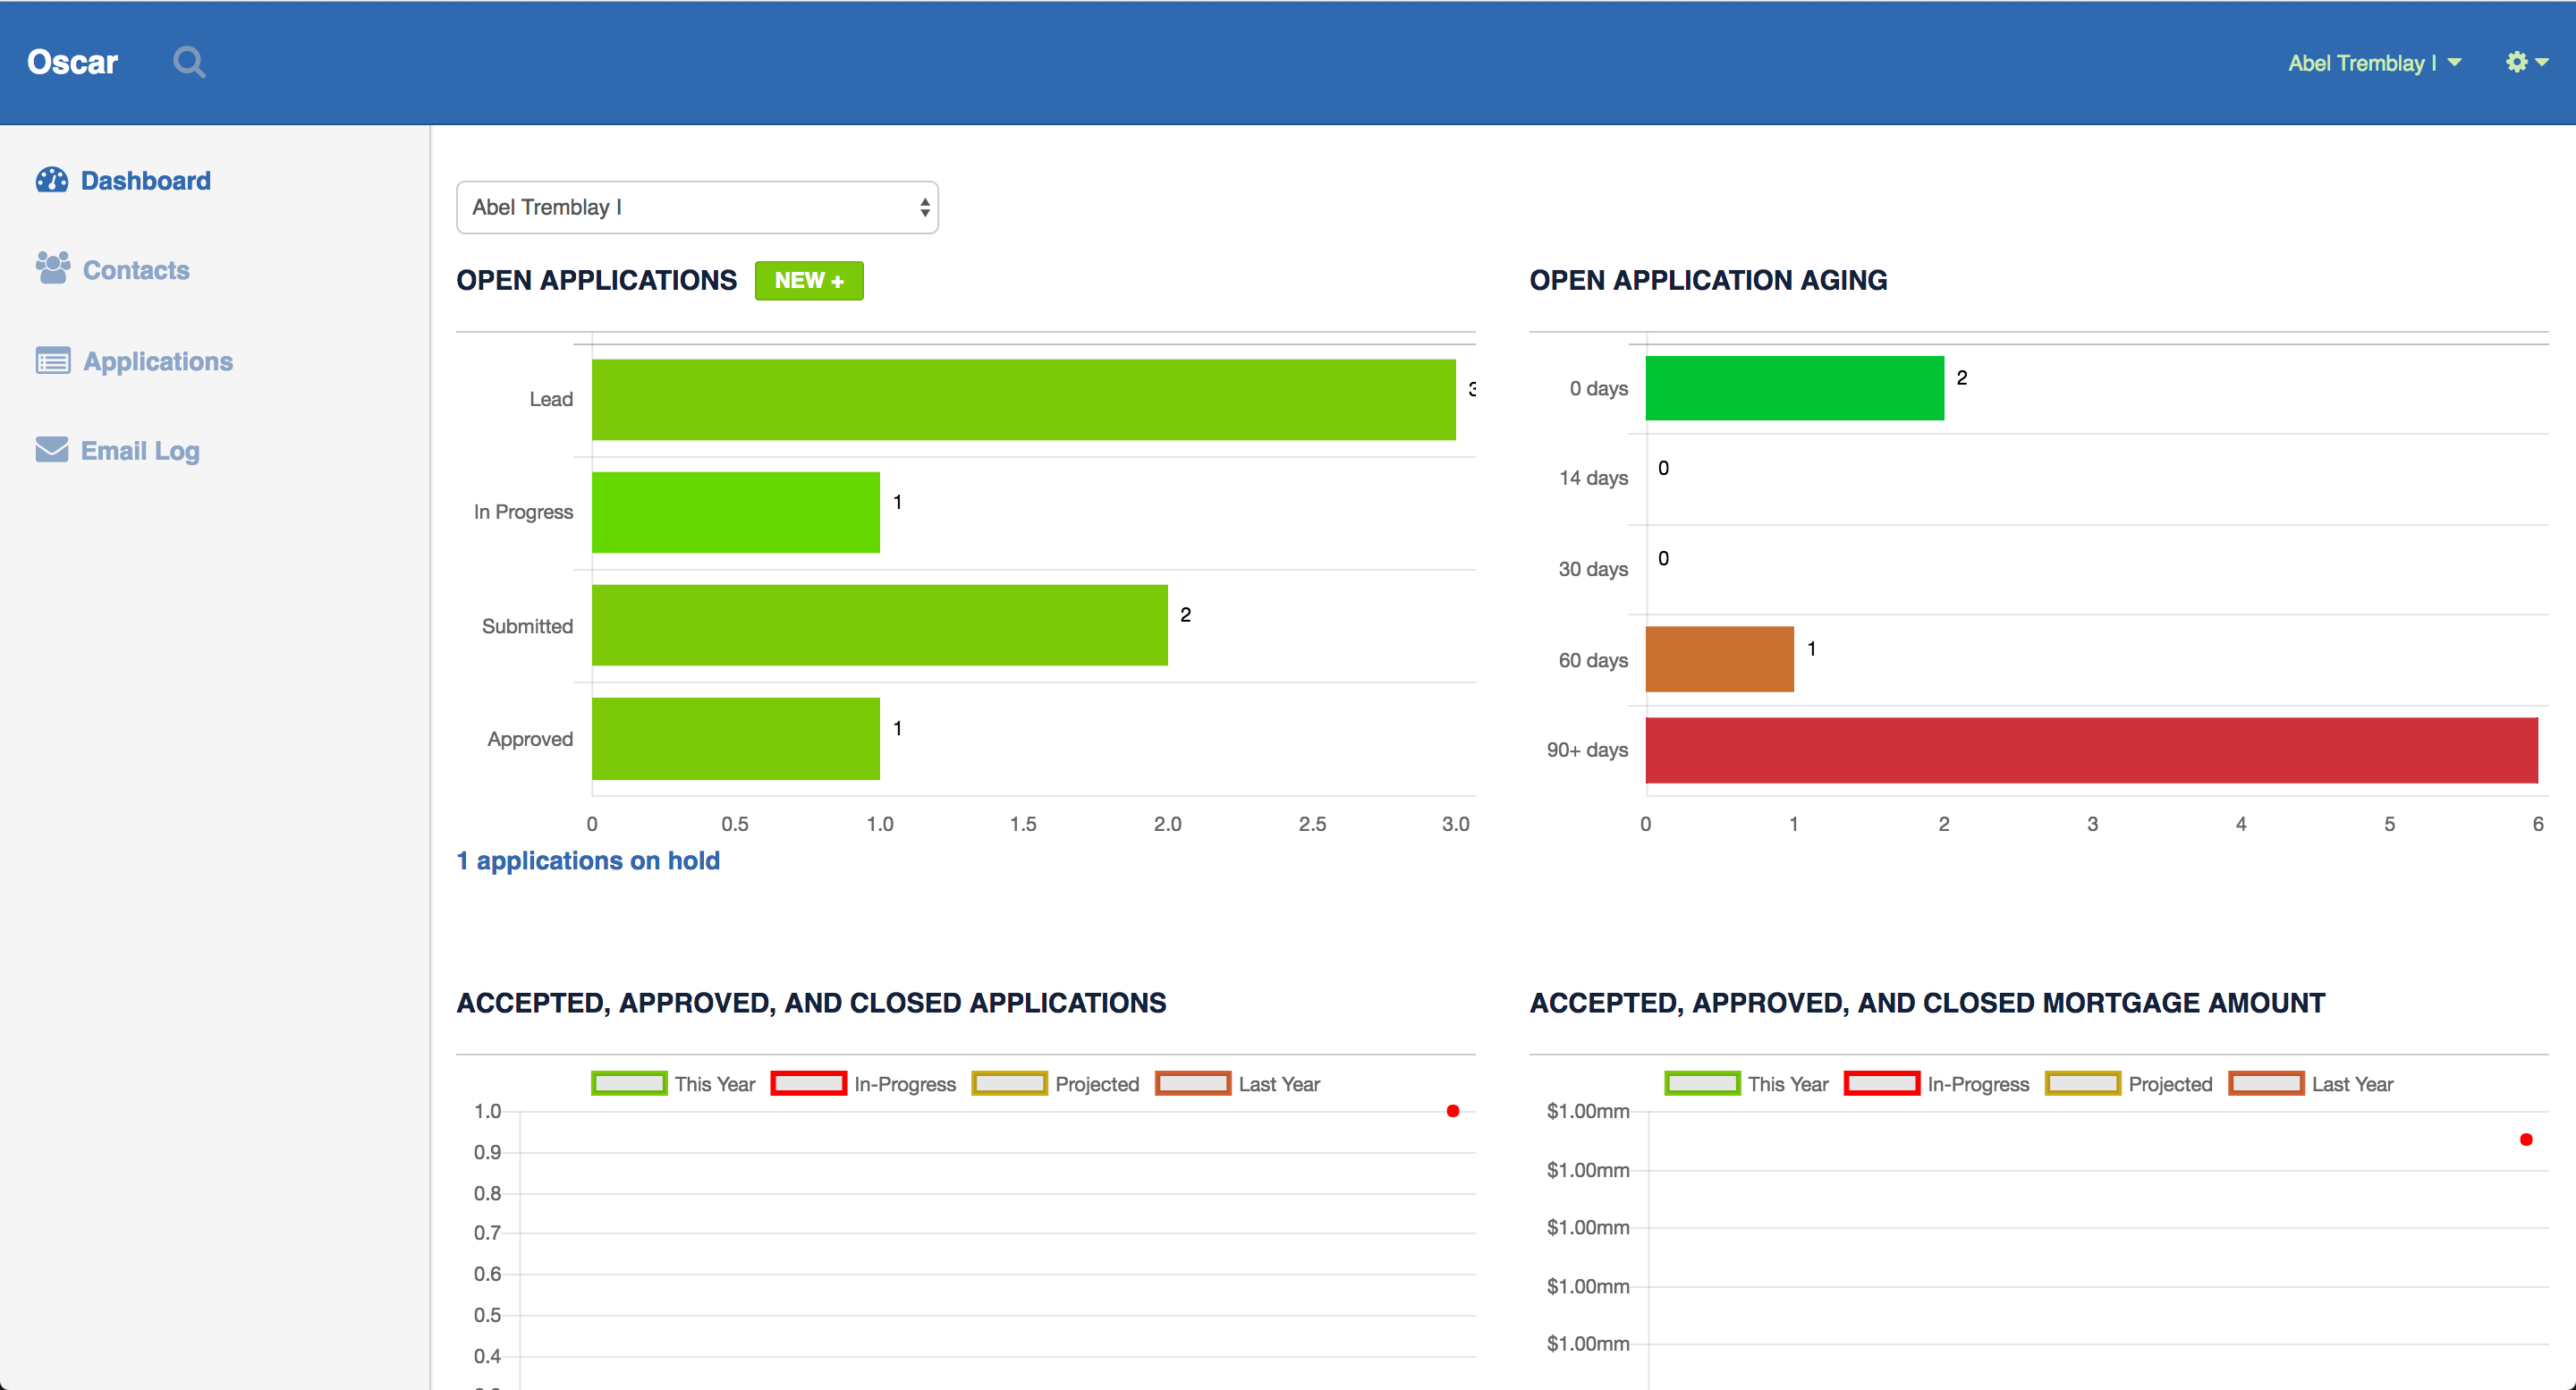 Oscar
Abel Tremblay I
Dashboard
Contacts
Applications
Email Log
Abel Tremblay I
OPEN APPLICATIONS NEW +
Lead 3
In Progress 1
Submitted 2
Approved 1
0 0.5 1.0 1.5 2.0 2.5 3.0
1 applications on hold
OPEN APPLICATION AGING
0 days 2
14 days 0
30 days 0
60 days 1
90+ days
0 1 2 3 4 5 6
ACCEPTED, APPROVED, AND CLOSED APPLICATIONS
This Year In-Progress Projected Last Year
1.0
0.9
0.8
0.7
0.6
0.5
0.4
ACCEPTED, APPROVED, AND CLOSED MORTGAGE AMOUNT
This Year In-Progress Projected Last Year
$1.00mm
$1.00mm
$1.00mm
$1.00mm
$1.00mm